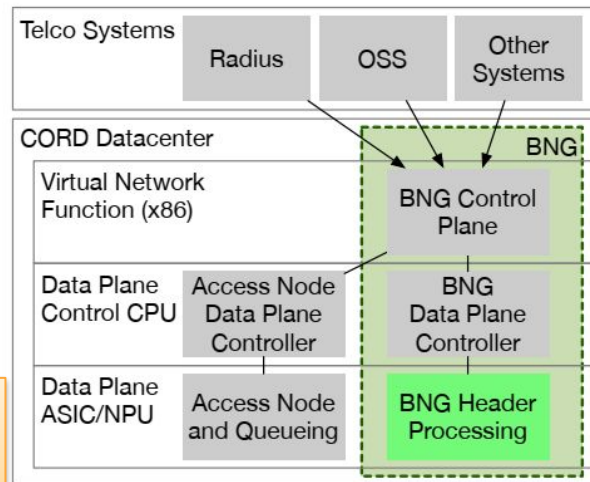 Telco Systems
Radius
OSS
Other
Systems
CORD Datacenter
BNG
Virtual Network
Function (x86)
BNG Control
Plane
Data Plane
Control CPU
Access Node
Data Plane
Controller
BNG
Data Plane
Controller
Data Plane
ASIC/NPU
Access Node
and Queueing
BNG Header
Processing